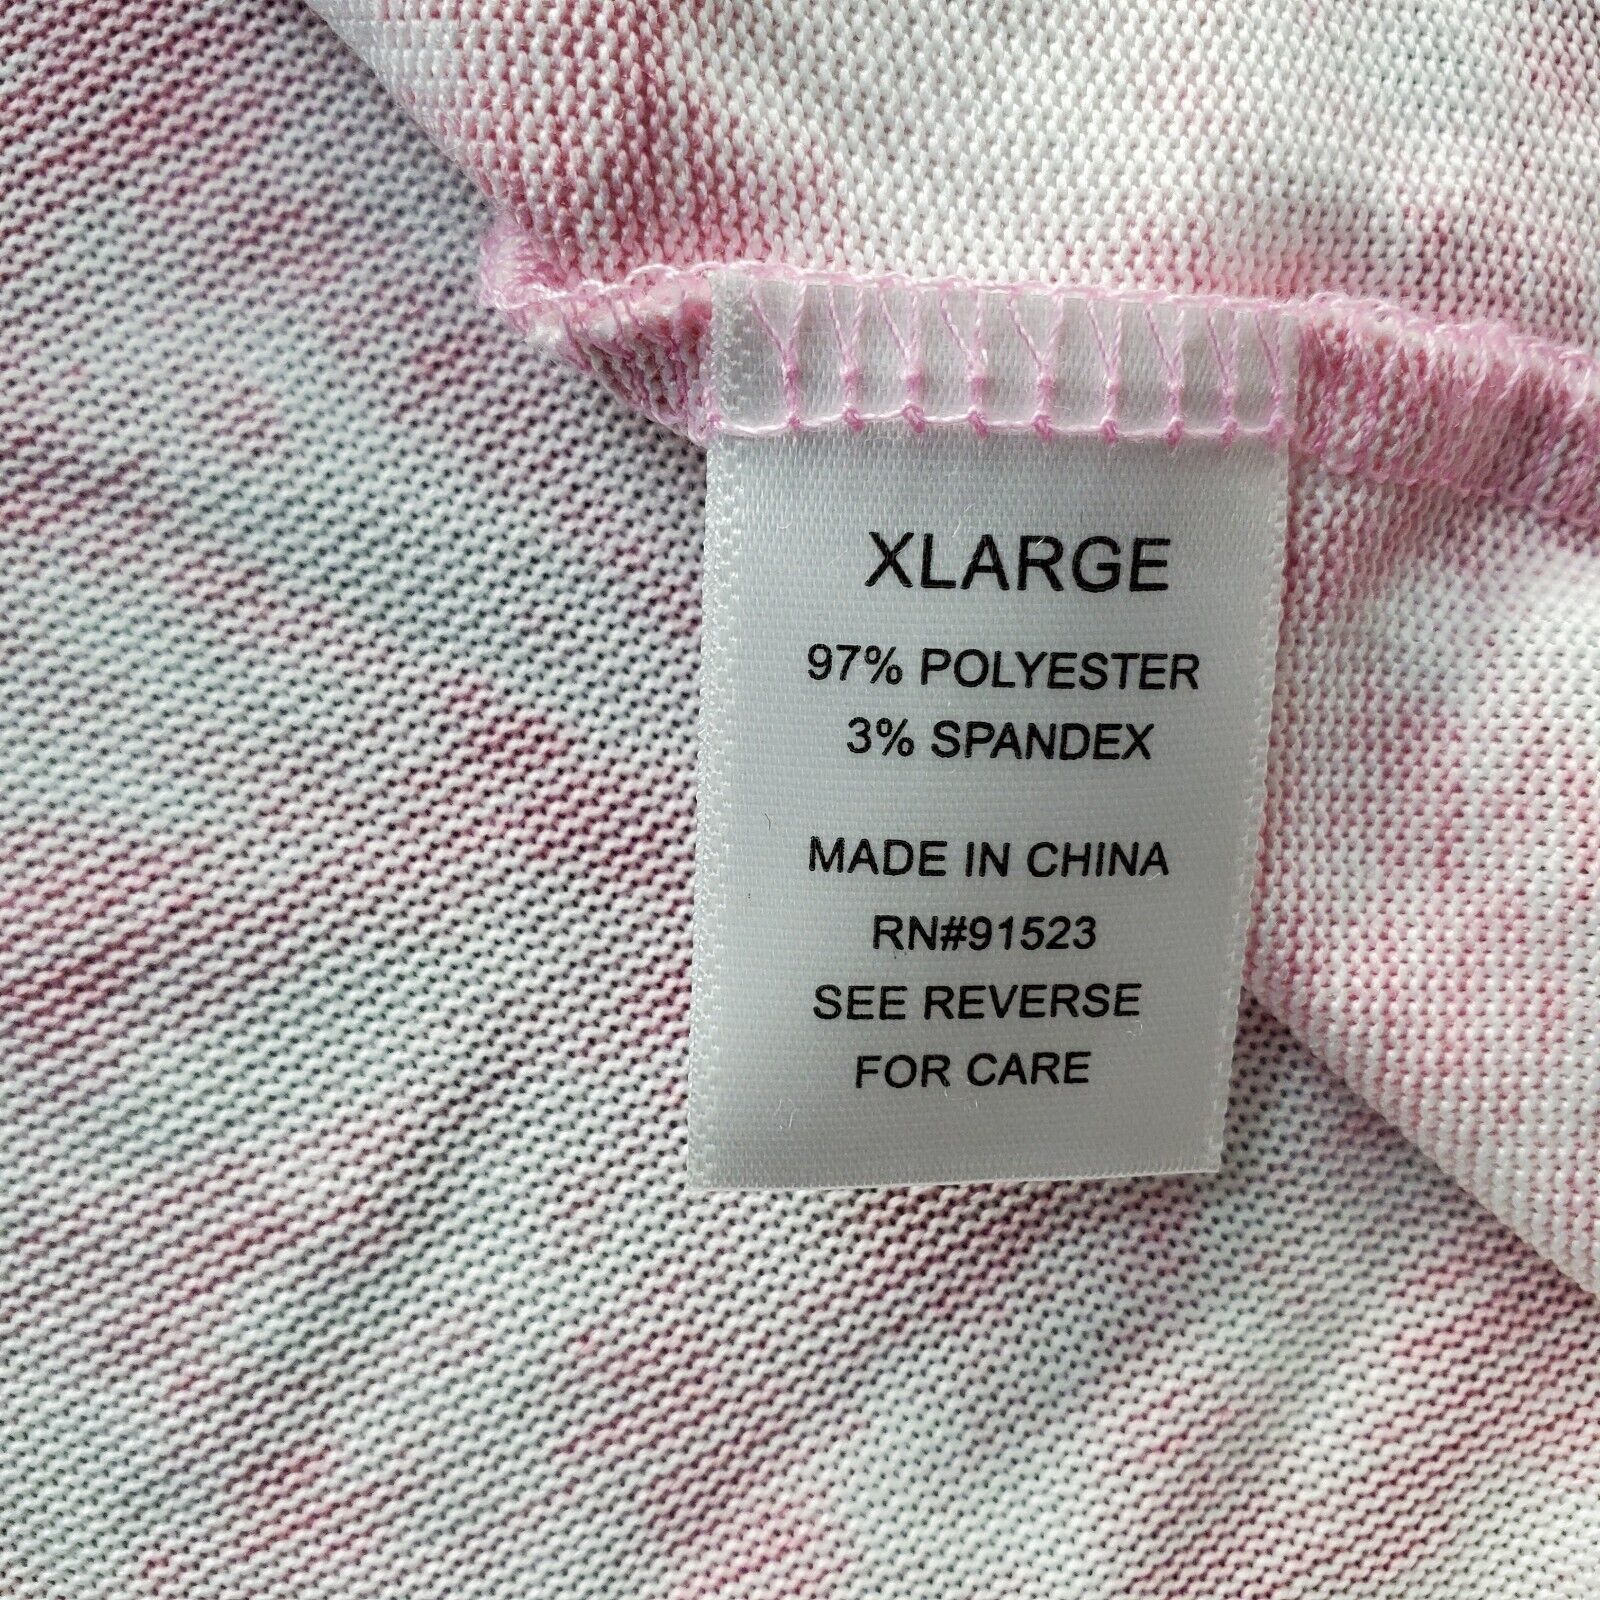 XLARGE
97% POLYESTER
3% SPANDEX
MADE IN CHINA
RN#91523
SEE REVERSE
FOR CARE